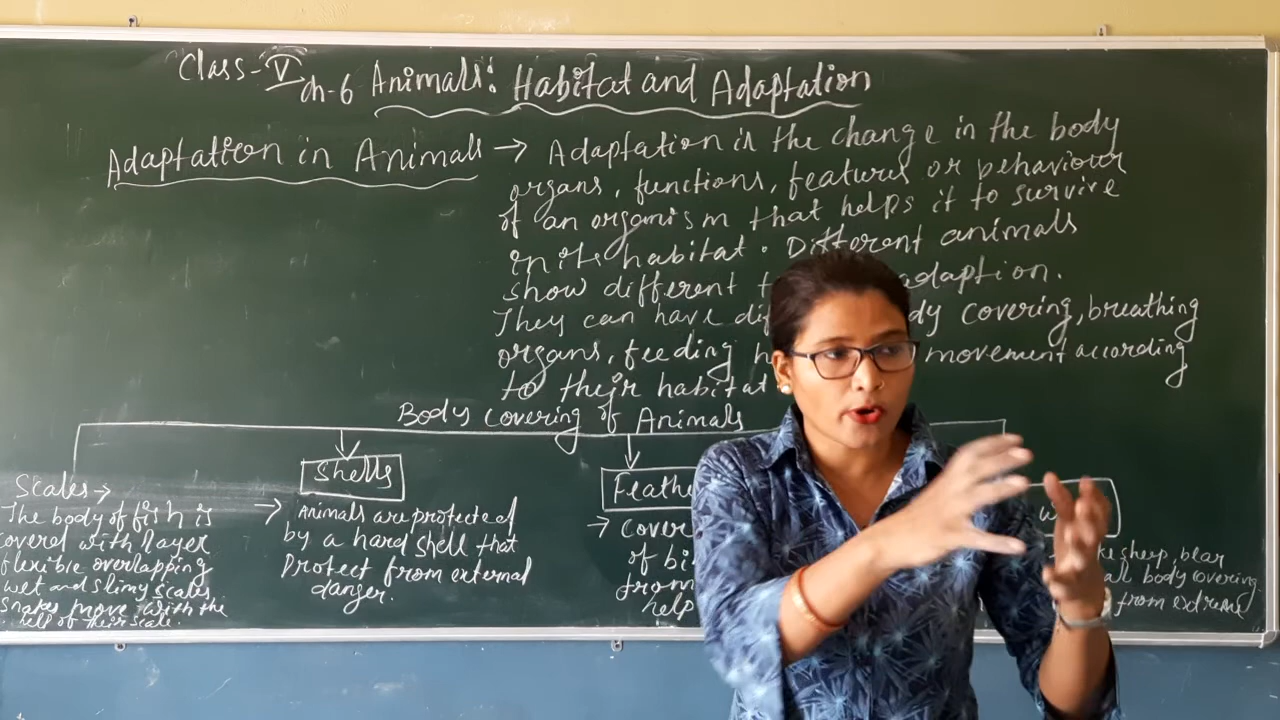 Class-V ch-6 Animals: Habitat and Adaptation
Adaptation in Animals → Adaptation is the change in the body
organs, functions, features or behaviour
of an organism that helps it to survive
in its habitat. Different animals
show different adaption.
They can have body covering, breathing
organs, feeding movement according
to their habitat
Body covering of Animals
Scales →
The body of fish is
covered with layer
flexible overlapping
wet and slimy scales
Snakes move with the
help of their scale.
Shells
→ Animals are protected
by a hard shell that
Protect from external
danger.
Feathe
→ Cover
of bi
from
help
sheep, bear
body covering
from extreme